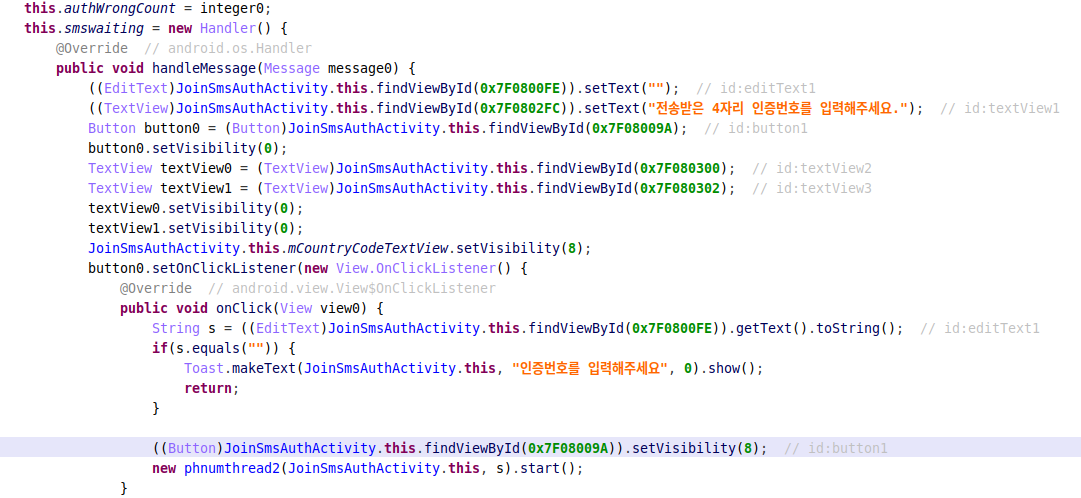 this.authWrongCount = integer0;
this.smswaiting = new Handler() {
@Override  // android.os.Handler
public void handleMessage(Message message0) {
((EditText)JoinSmsAuthActivity.this.findViewById(0x7F0800FE)).setText("");  // id:editText1
((TextView)JoinSmsAuthActivity.this.findViewById(0x7F0802FC)).setText("전송받은 4자리 인증번호를 입력해주세요.");  // id:textView1
Button button0 = (Button)JoinSmsAuthActivity.this.findViewById(0x7F08009A);  // id:button1
button0.setVisibility(0);
TextView textView0 = (TextView)JoinSmsAuthActivity.this.findViewById(0x7F080300);  // id:textView2
TextView textView1 = (TextView)JoinSmsAuthActivity.this.findViewById(0x7F080302);  // id:textView3
textView0.setVisibility(0);
textView1.setVisibility(0);
JoinSmsAuthActivity.this.mCountryCodeTextView.setVisibility(8);
button0.setOnClickListener(new View.OnClickListener() {
@Override  // android.view.View$OnClickListener
public void onClick(View view0) {
String s = ((EditText)JoinSmsAuthActivity.this.findViewById(0x7F0800FE)).getText().toString();  // id:editText1
if(s.equals("")) {
Toast.makeText(JoinSmsAuthActivity.this, "인증번호를 입력해주세요", 0).show();
return;
}
((Button)JoinSmsAuthActivity.this.findViewById(0x7F08009A)).setVisibility(8);  // id:button1
new phnumthread2(JoinSmsAuthActivity.this, s).start();
}